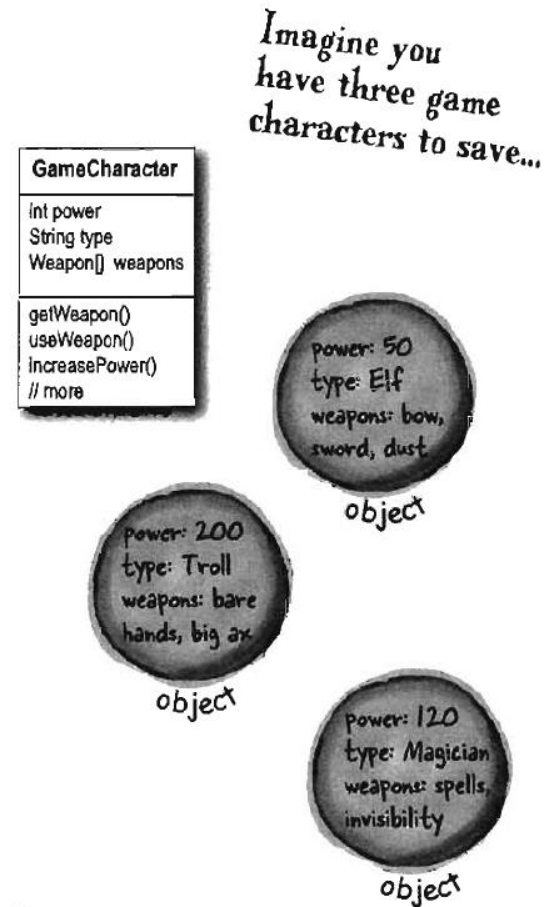 Imagine you
have three game
characters to save...
GameCharacter
int power
String type
Weapon[] weapons
getWeapon()
useWeapon()
increasePower()
// more
power: 50
type: Elf
weapons: bow,
sword, dust
object
power: 200
type: Troll
weapons: bare
hands, big ax
object
power: 120
type: Magician
weapons: spells,
invisibility
object